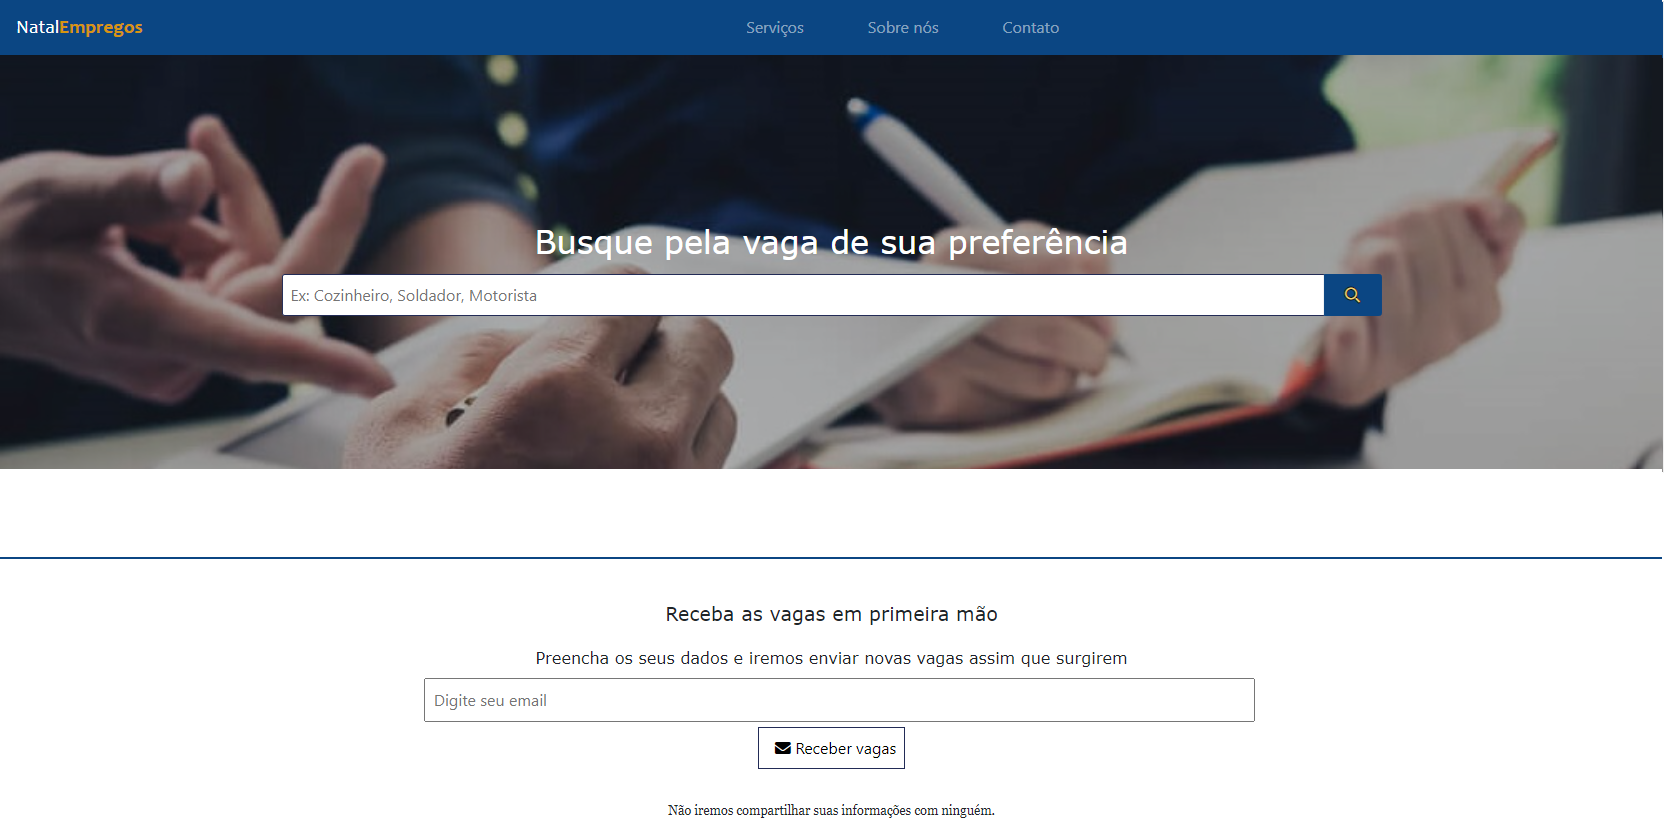 NatalEmpregos
Serviços
Sobre nós
Contato
Busque pela vaga de sua preferência
Ex: Cozinheiro, Soldador, Motorista
Receba as vagas em primeira mão
Preencha os seus dados e iremos enviar novas vagas assim que surgirem
Digite seu email
Receber vagas
Não iremos compartilhar suas informações com ninguém.